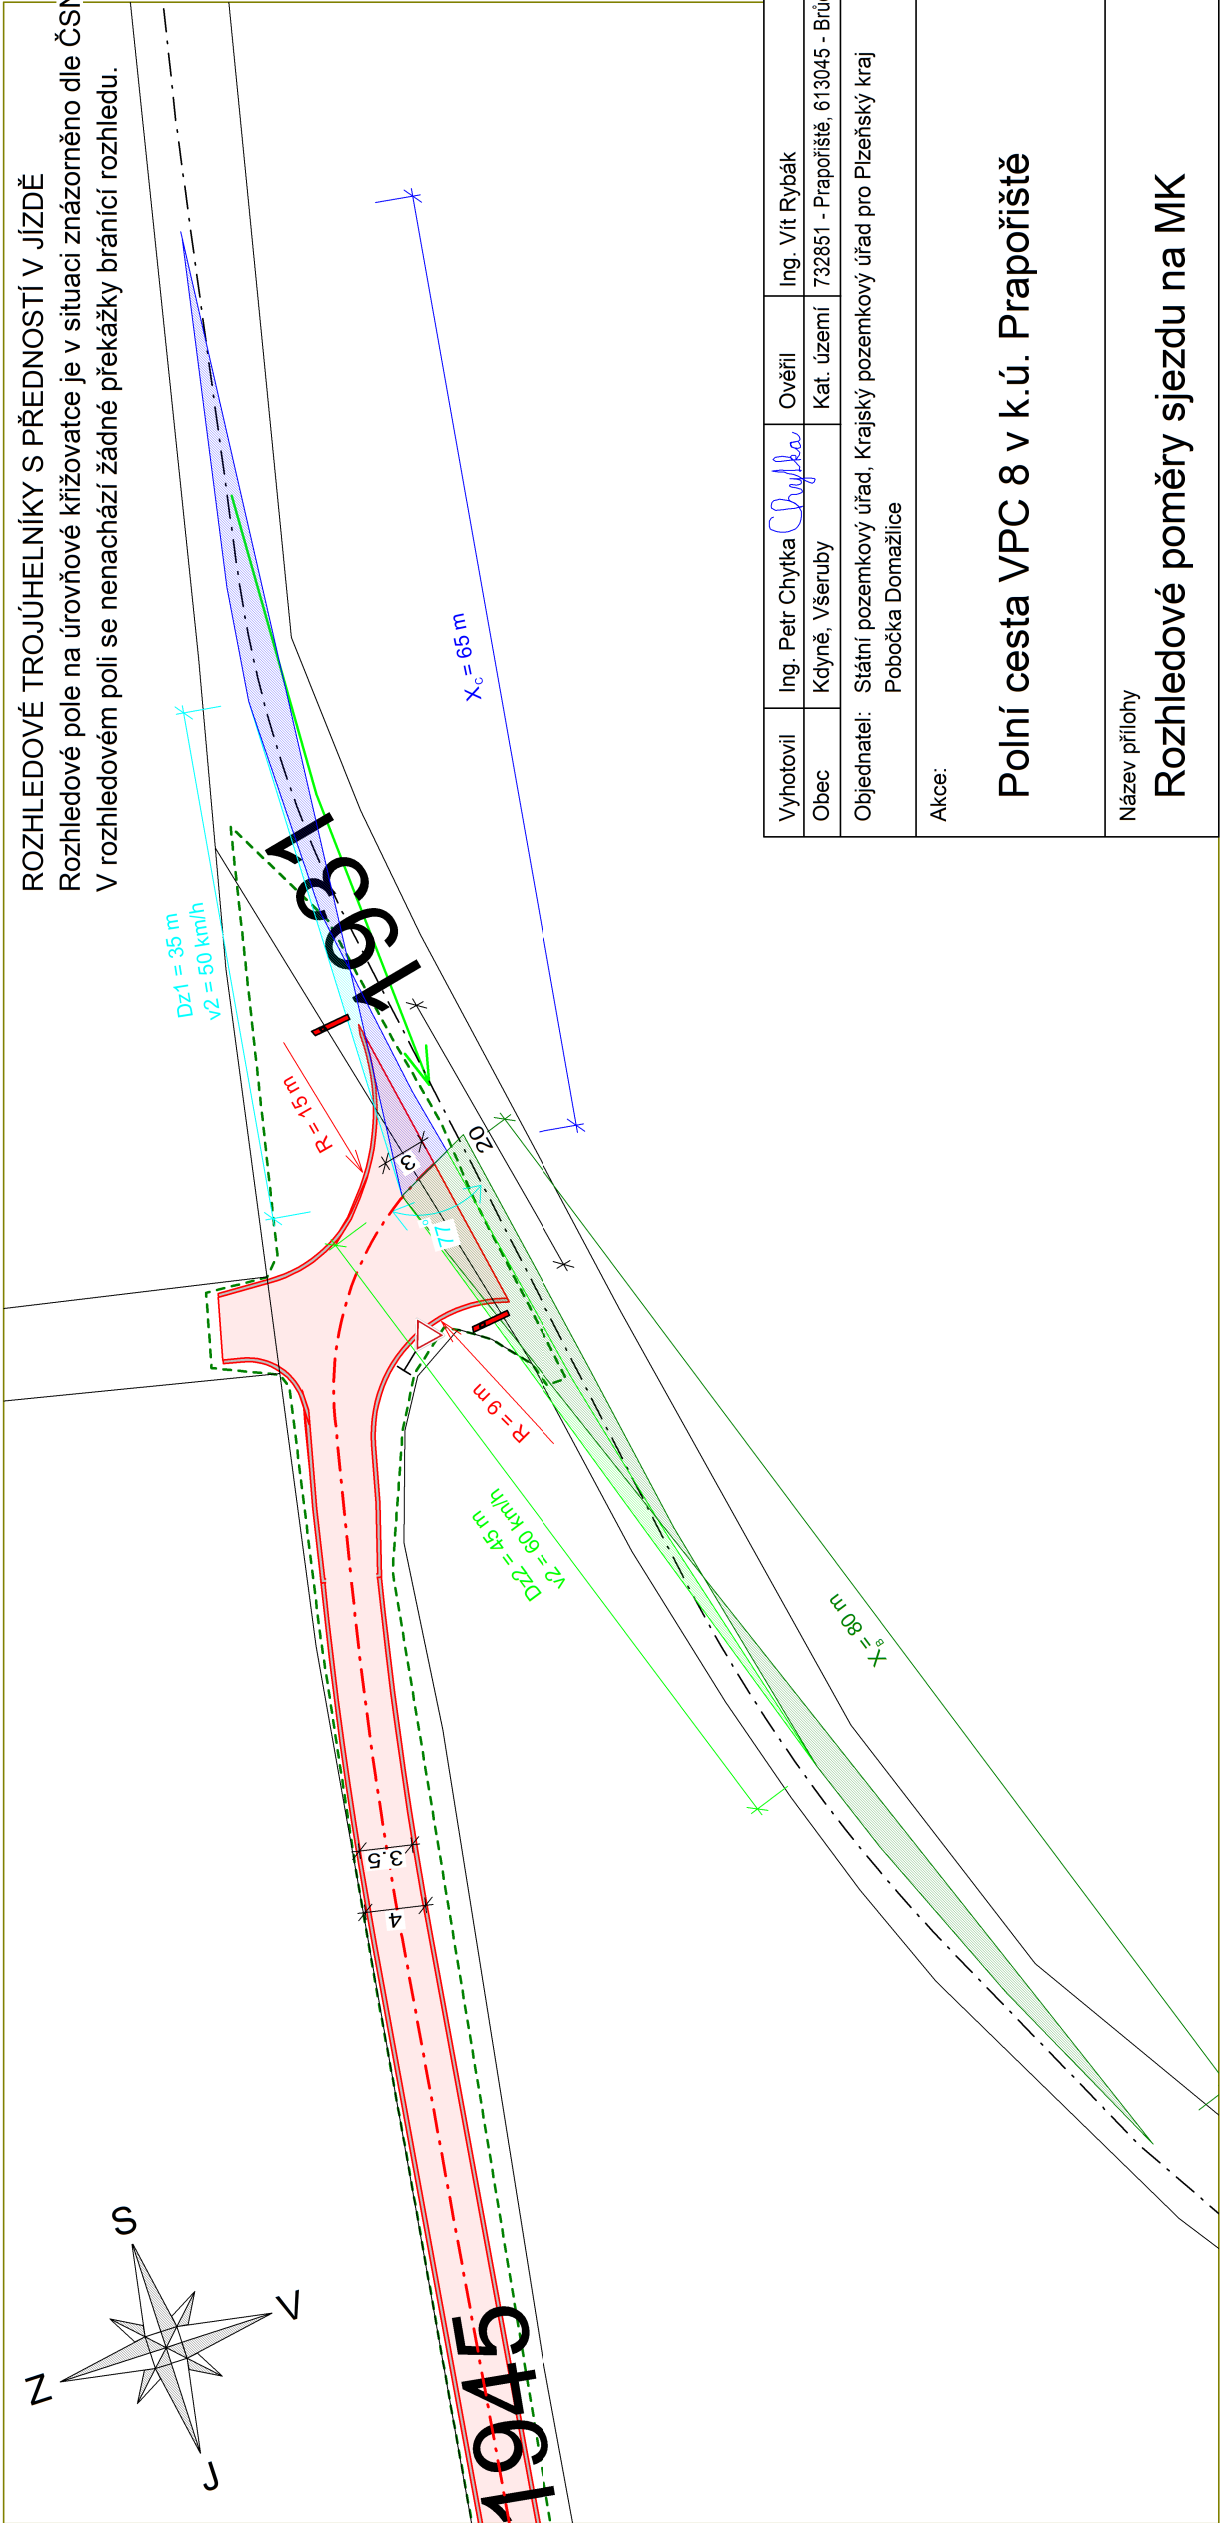 ROZHLEDOVÉ TROJÚHELNÍKY S PŘEDNOSTÍ V JÍZDĚ
Rozhledové pole na úrovňové křižovatce je v situaci znázorněno dle ČSN
V rozhledovém poli se nenachází žádné překážky bránící rozhledu.
Dz1 = 35 m
v2 = 50 km/h
R = 15 m
Xc = 65 m
1931
3
20
77°
R = 9 m
Dz2 = 45 m
v2 = 60 km/h
XB = 80 m
3.5
4
1945
S
V
J
Z
Vyhotovil Ing. Petr Chytka Chytka Ověřil Ing. Vít Rybák
Obec Kdyně, Všeruby Kat. území 732851 - Prapořiště, 613045 - Brů
Objednatel: Státní pozemkový úřad, Krajský pozemkový úřad pro Plzeňský kraj
Pobočka Domažlice
Akce:
Polní cesta VPC 8 v k.ú. Prapořiště
Název přílohy
Rozhledové poměry sjezdu na MK